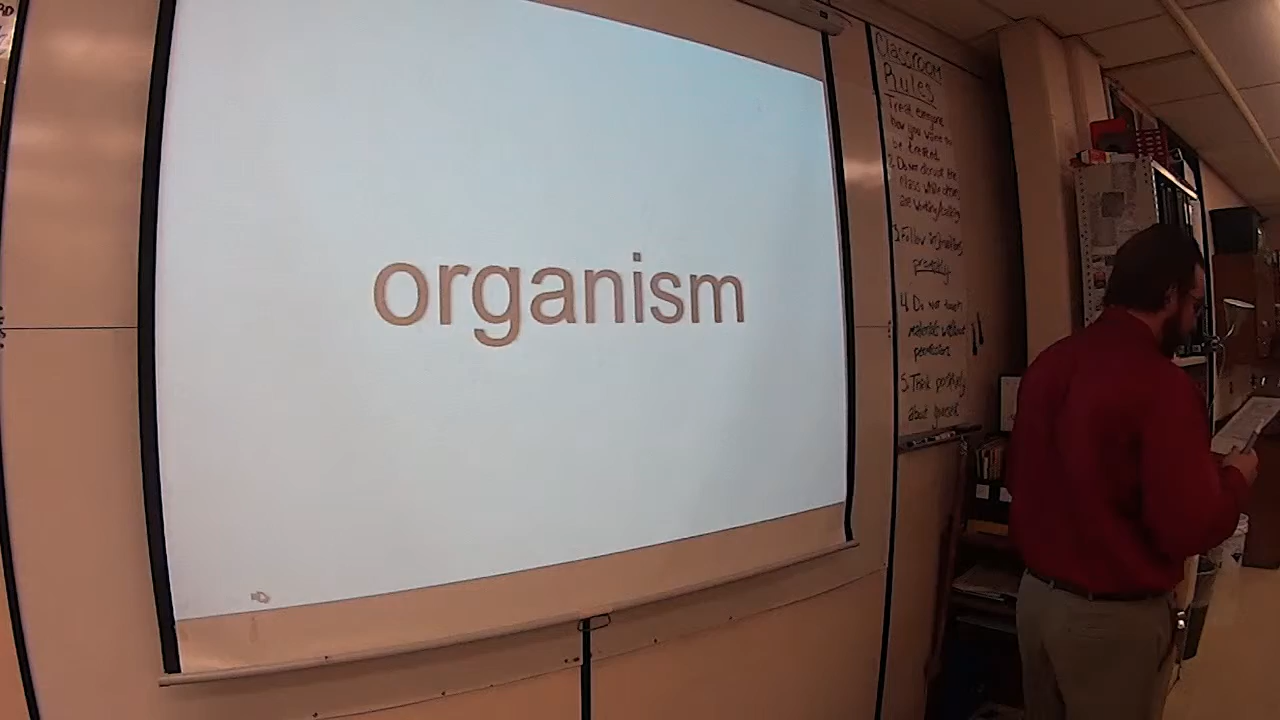 organism
Classroom
Rules
Treat everyone
how you want to
be treated.
2. Do not disrupt the
class while others
are working/
3. Follow instructions
promptly.
4. Do not touch
materials without
permission.
5. Think positively
about yourself.